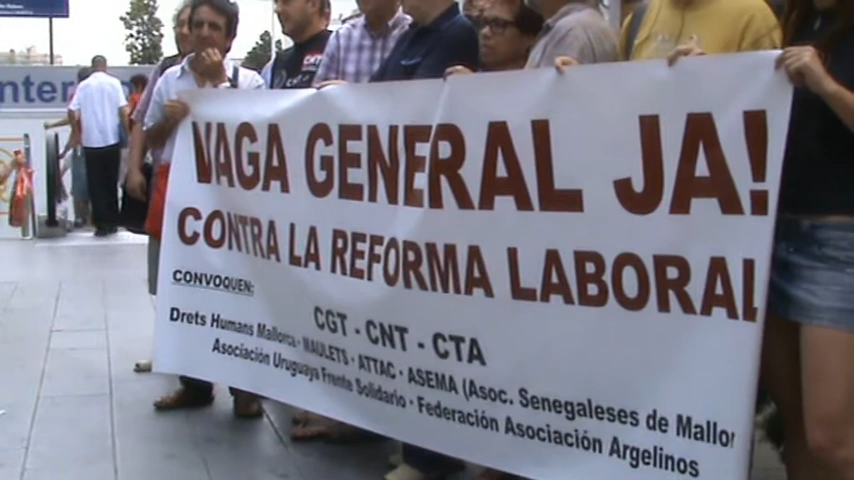 VAGA GENERAL JA!
CONTRA LA REFORMA LABORAL
CONVOQUEN:
CGT - CNT - CTA
Drets Humans Mallorca · MAULETS · ATTAC · ASEMA (Asoc. Senegaleses de Mallor
Asociación Uruguaya Frente Solidario · Federación Asociación Argelinos